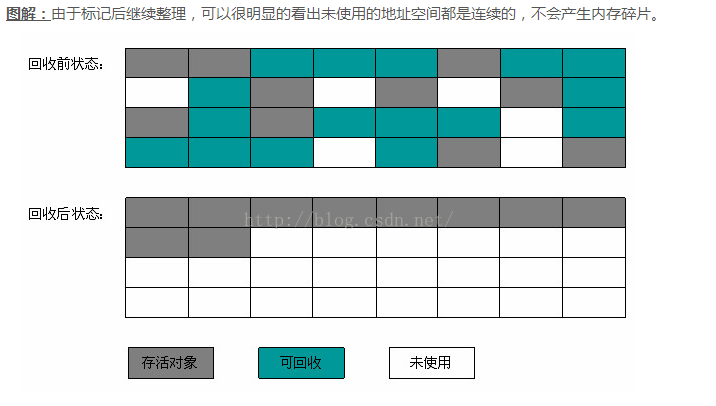 图解：由于标记后继续整理，可以很明显的看出未使用的地址空间都是连续的，不会产生内存碎片。
回收前状态：
回收后状态：
http://blog.csdn.net/
存活对象 可回收 未使用